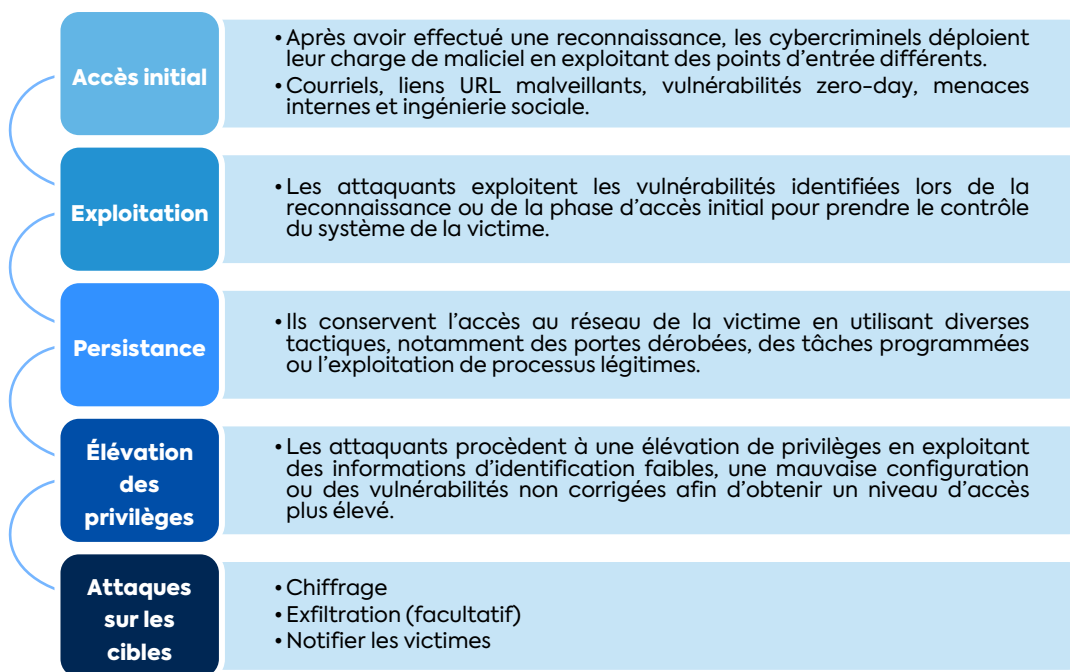 Accès initial
• Après avoir effectué une reconnaissance, les cybercriminels déploient
leur charge de maliciel en exploitant des points d'entrée différents.
• Courriels, liens URL malveillants, vulnérabilités zero-day, menaces
internes et ingénierie sociale.
Exploitation
• Les attaquants exploitent les vulnérabilités identifiées lors de la
reconnaissance ou de la phase d'accès initial pour prendre le contrôle
du système de la victime.
Persistance
• Ils conservent l'accès au réseau de la victime en utilisant diverses
tactiques, notamment des portes dérobées, des tâches programmées
ou l'exploitation de processus légitimes.
Élévation
des
privilèges
• Les attaquants procèdent à une élévation de privilèges en exploitant
des informations d'identification faibles, une mauvaise configuration
ou des vulnérabilités non corrigées afin d'obtenir un niveau d'accès
plus élevé.
Attaques
sur les
cibles
• Chiffrage
• Exfiltration (facultatif)
• Notifier les victimes